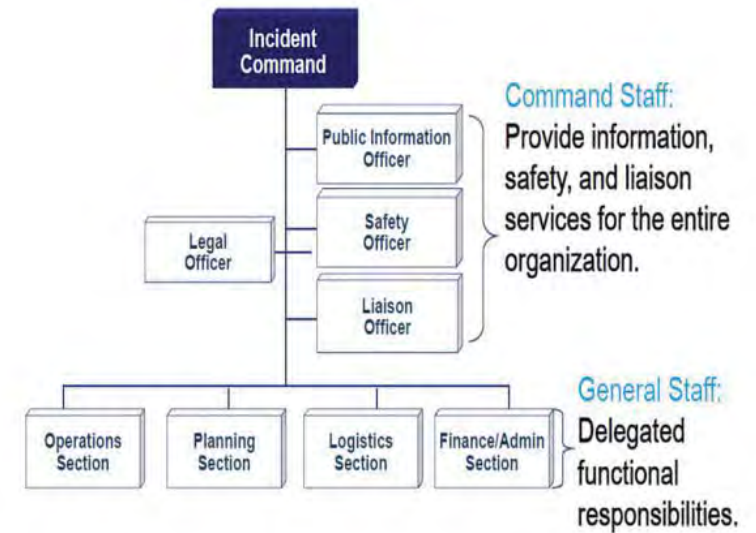 Incident
Command
Public Information
Officer
Safety
Officer
Legal
Officer
Liaison
Officer
Command Staff:
Provide information,
safety, and liaison
services for the entire
organization.
Operations
Section
Planning
Section
Logistics
Section
Finance/Admin
Section
General Staff:
Delegated
functional
responsibilities.